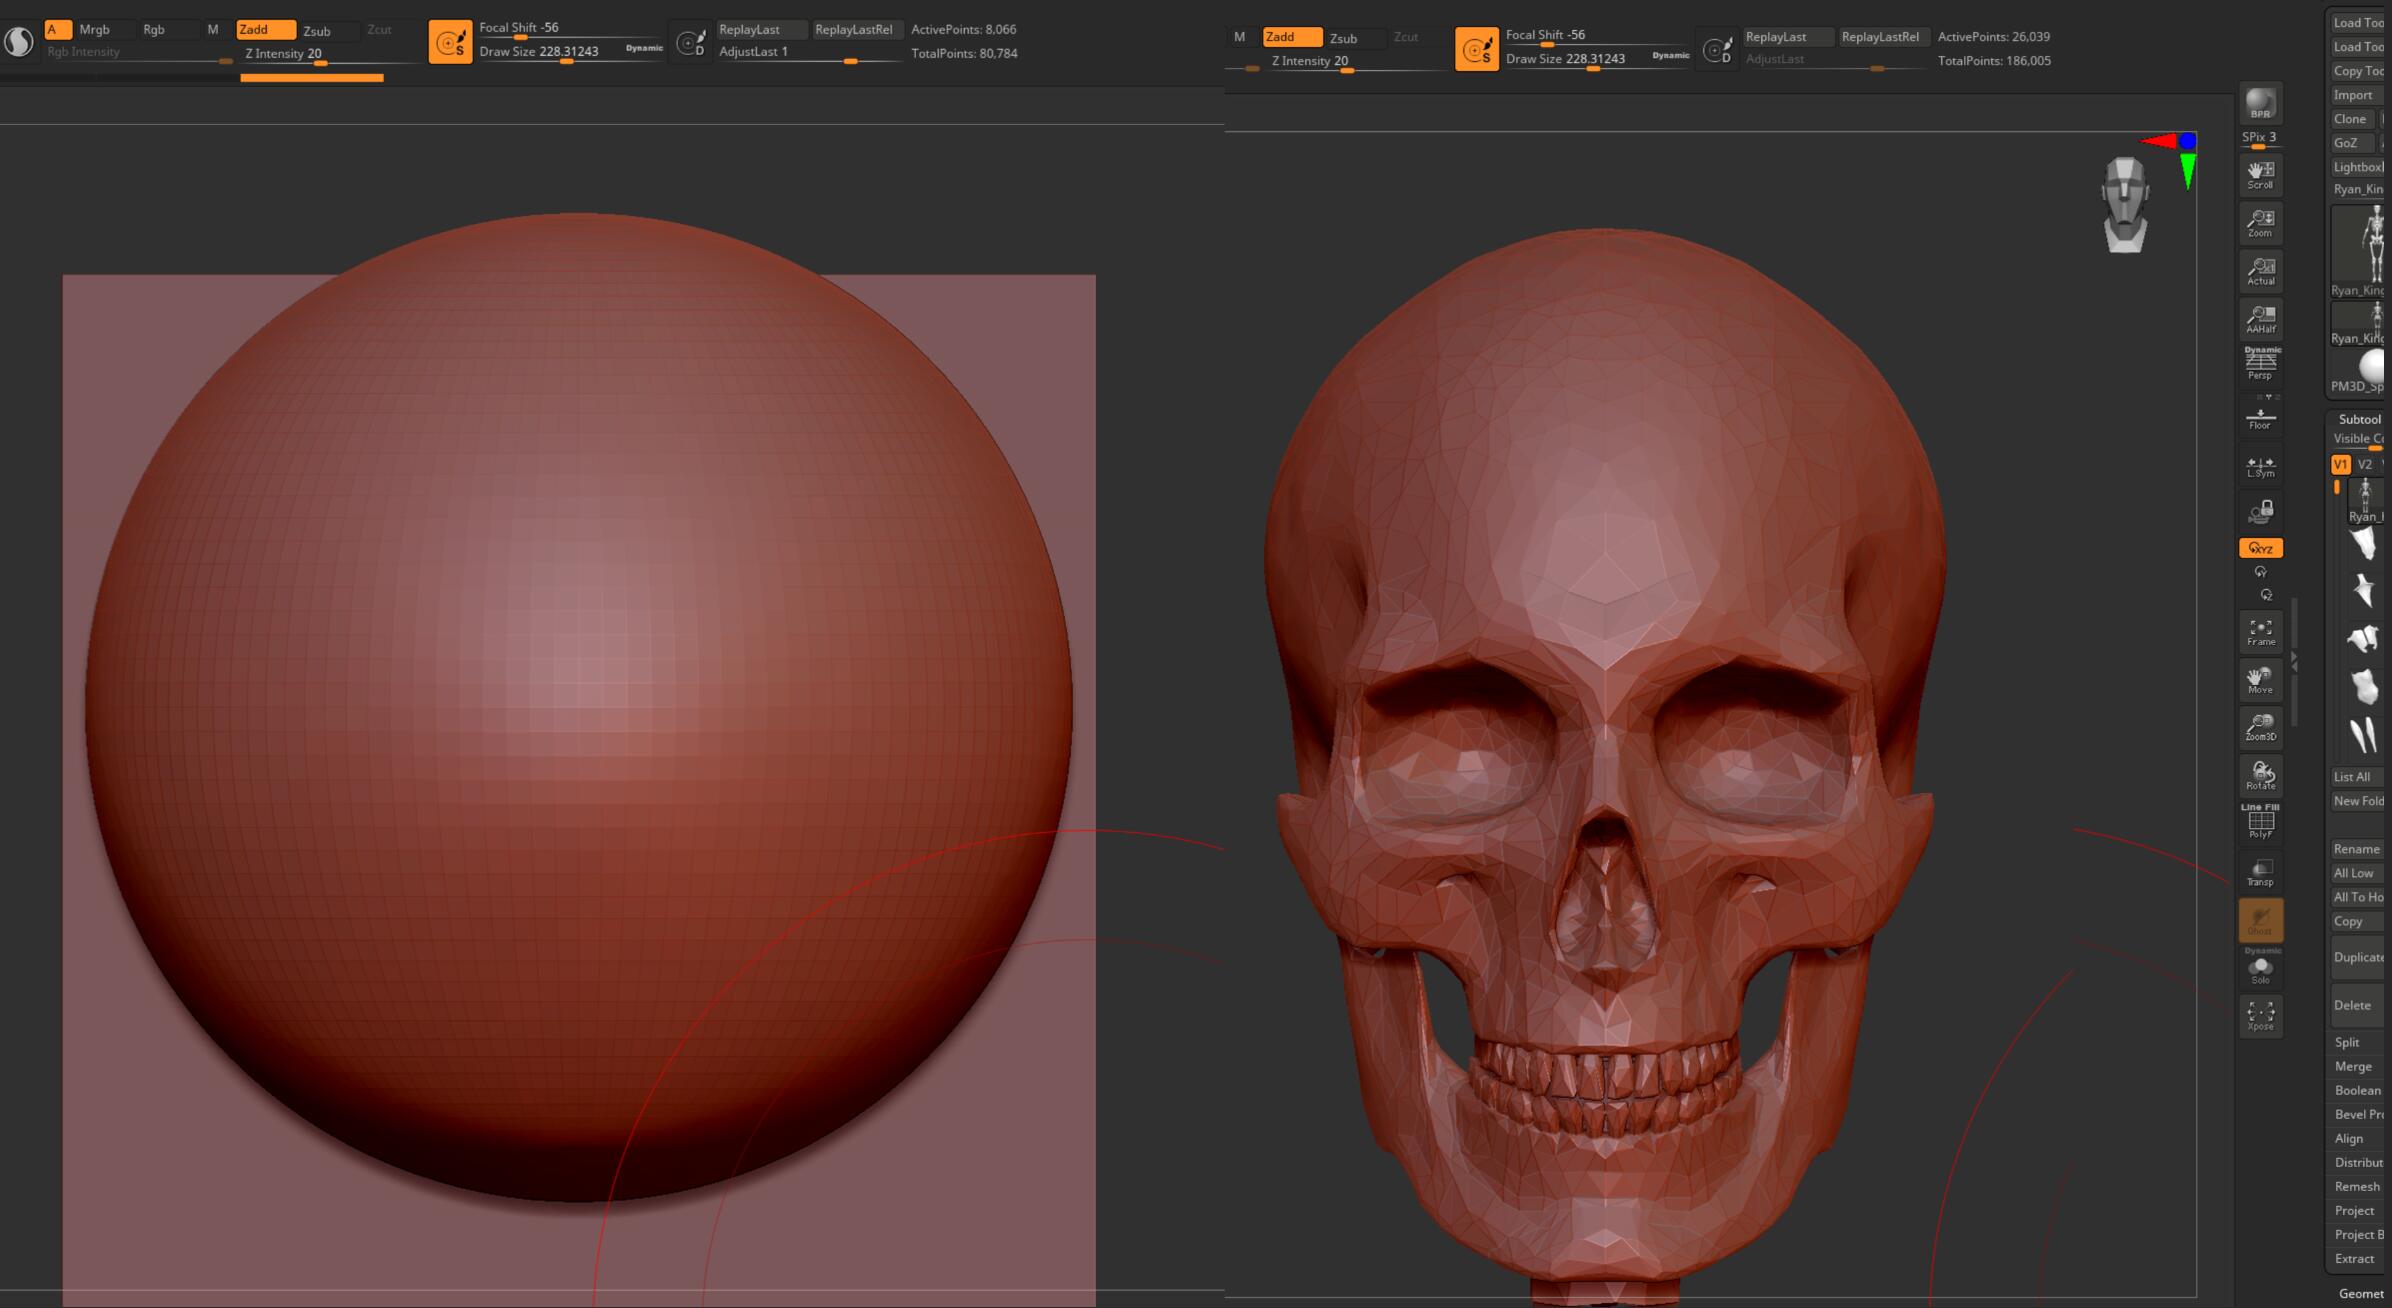 A Mrgb Rgb M Zadd Zsub Zcut
Rgb Intensity Z Intensity 20
S
Focal Shift -56
Draw Size 228.31243 Dynamic
D
ReplayLast ReplayLastRel
AdjustLast 1
ActivePoints: 8,066
TotalPoints: 80,784
M Zadd Zsub Zcut
Z Intensity 20
S
Focal Shift -56
Draw Size 228.31243 Dynamic
D
ReplayLast ReplayLastRel
AdjustLast
ActivePoints: 26,039
TotalPoints: 186,005
BPR
SPix 3
Scroll
Zoom
Actual
AAHalf
Dynamic
Persp
Floor
L.Sym
XYZ
Y
Z
Frame
Move
Zoom3D
Rotate
Line Fill
PolyF
Transp
Ghost
Dynamic
Solo
Xpose
Load Too
Load Too
Copy Too
Import
Clone
GoZ
Lightbox
Ryan_Kin
Ryan_King
Ryan_King
PM3D_Sp
Subtool
Visible Co
V1 V2
Ryan_
List All
New Fold
Rename
All Low
All To Ho
Copy
Duplicate
Delete
Split
Merge
Boolean
Bevel Pro
Align
Distribut
Remesh
Project
Project B
Extract
Geomet